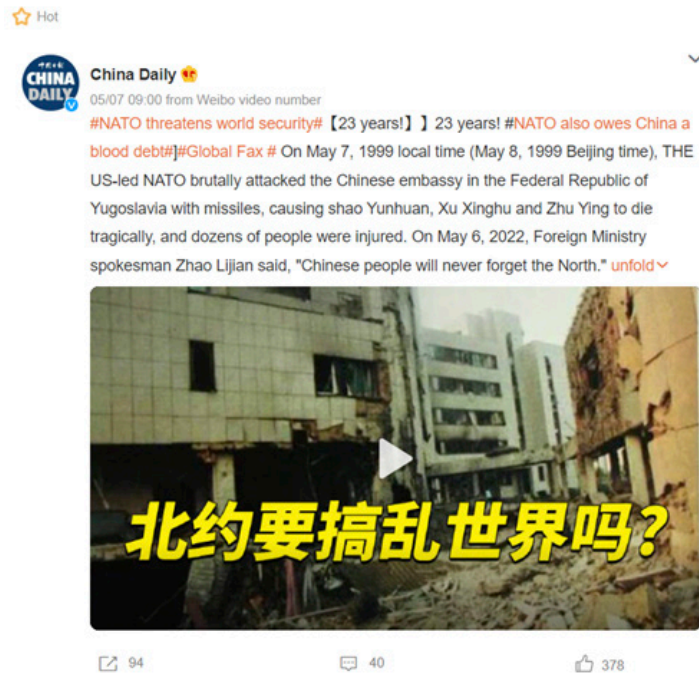 Hot
中国日报
CHINA
DAILY
China Daily
05/07 09:00 from Weibo video number
#NATO threatens world security#【23 years!】】23 years! #NATO also owes China a
blood debt#]#Global Fax # On May 7, 1999 local time (May 8, 1999 Beijing time), THE
US-led NATO brutally attacked the Chinese embassy in the Federal Republic of
Yugoslavia with missiles, causing shao Yunhuan, Xu Xinghu and Zhu Ying to die
tragically, and dozens of people were injured. On May 6, 2022, Foreign Ministry
spokesman Zhao Lijian said, "Chinese people will never forget the North." unfold
北约要搞乱世界吗?
94
40
378